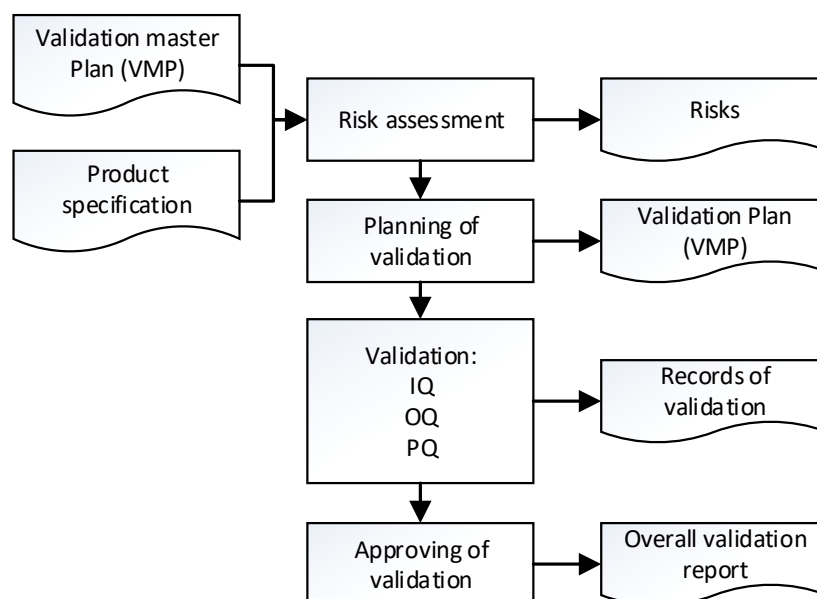 Validation master
Plan (VMP)
Product
specification
Risk assessment
Risks
Planning of
validation
Validation Plan
(VMP)
Validation:
IQ
OQ
PQ
Records of
validation
Approving of
validation
Overall validation
report